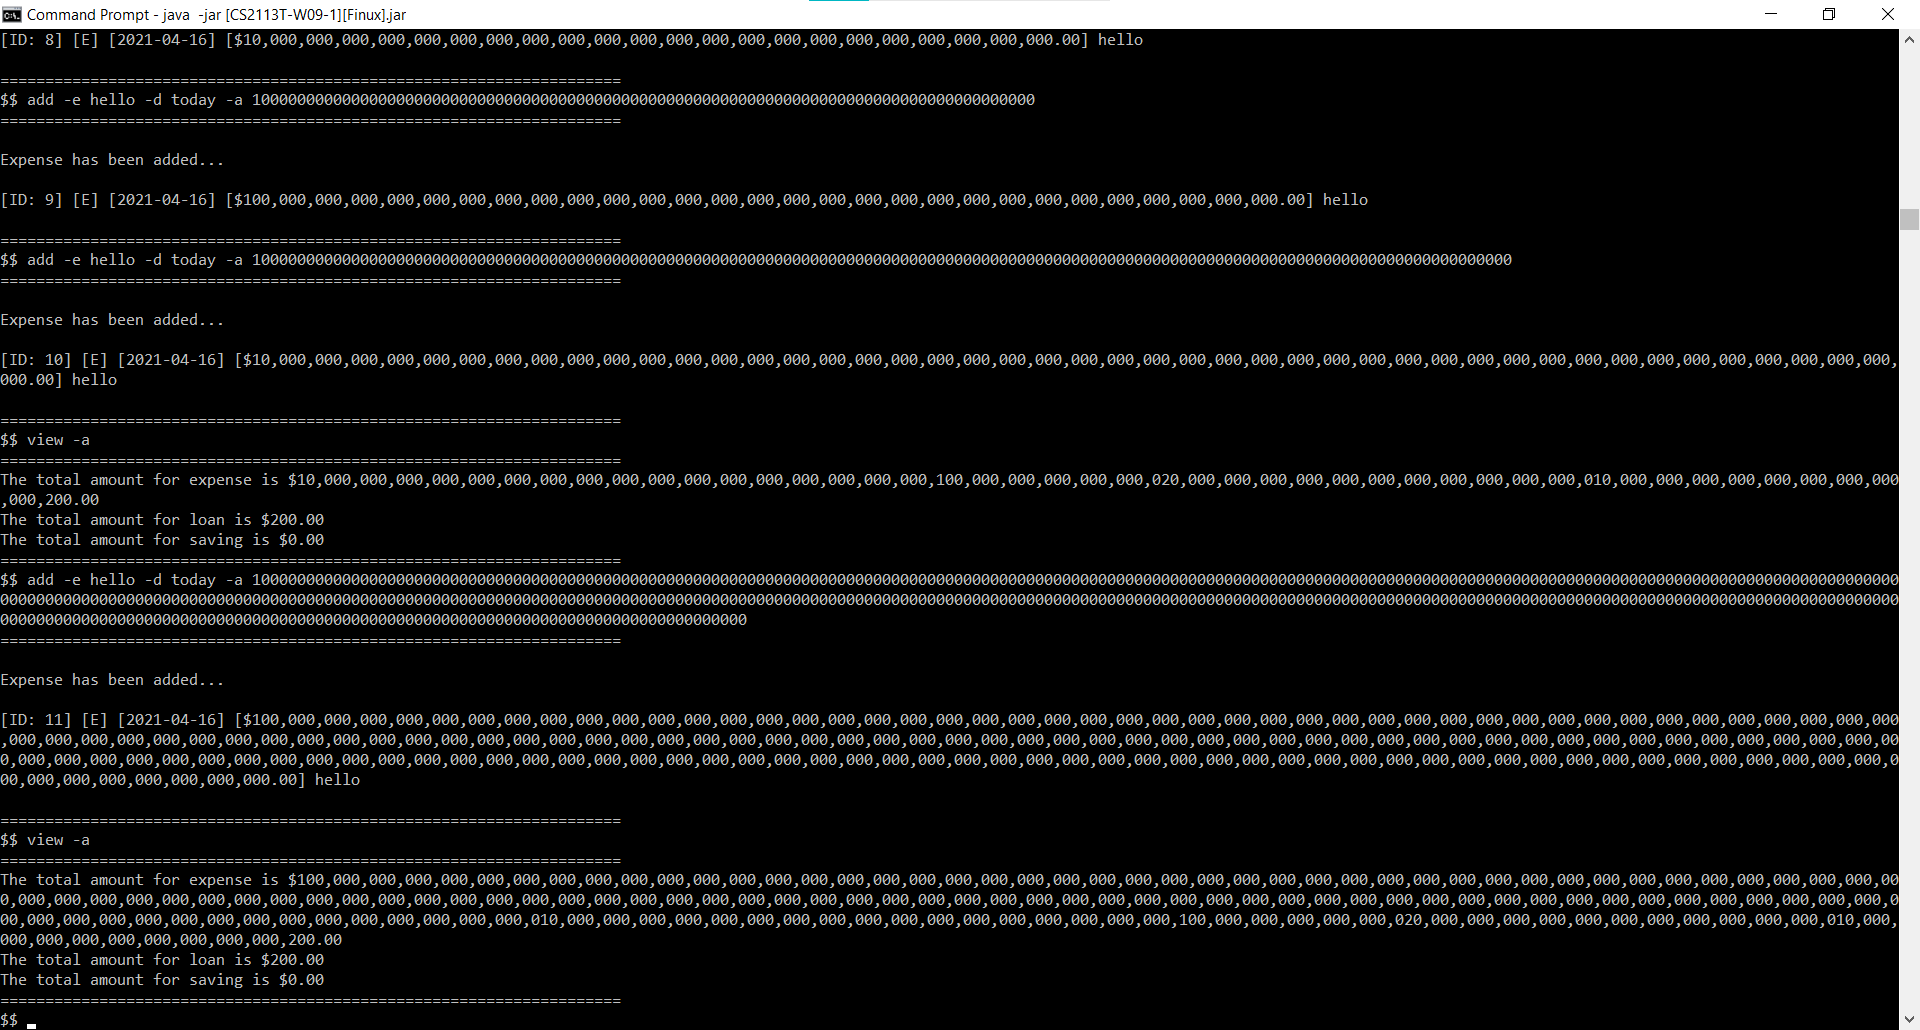 [ID: 8] [E] [2021-04-16] [$10,000,000,000,000,000,000,000,000,000,000,000,000,000,000,000,000,000,000,000,000,000,000,000.00] hello
=====================================================================
$$ add -e hello -d today -a 100000000000000000000000000000000000000000000000000000000000000000000000000000000000000
=====================================================================
Expense has been added...
[ID: 9] [E] [2021-04-16] [$100,000,000,000,000,000,000,000,000,000,000,000,000,000,000,000,000,000,000,000,000,000,000,000,000,000,000,000,000.00] hello
=====================================================================
$$ add -e hello -d today -a 10000000000000000000000000000000000000000000000000000000000000000000000000000000000000000000000000000000000000000000000000000000000000000000
=====================================================================
Expense has been added...
[ID: 10] [E] [2021-04-16] [$10,000,000,000,000,000,000,000,000,000,000,000,000,000,000,000,000,000,000,000,000,000,000,000,000,000,000,000,000,000,000,000,000,000,000,000,000,000,000,000,000,000,000,000,000,000,000,
000.00] hello
=====================================================================
$$ view -a
=====================================================================
The total amount for expense is $10,000,000,000,000,000,000,000,000,000,000,000,000,000,000,000,000,000,100,000,000,000,000,000,020,000,000,000,000,000,000,000,000,000,000,000,010,000,000,000,000,000,000,000,000
,000,200.00
The total amount for loan is $200.00
The total amount for saving is $0.00
=====================================================================
$$ add -e hello -d today -a 100000000000000000000000000000000000000000000000000000000000000000000000000000000000000000000000000000000000000000000000000000000000000000000000000000000000000000000000000000000000000
0000000000000000000000000000000000000000000000000000000000000000000000000000000000000000000000000000000000000000000000000000000000000000000000000000000000000000000000000000000000000000000000000000000000000000000
00000000000000000000000000000000000000000000000000000000000000000000000000000000000
=====================================================================
Expense has been added...
[ID: 11] [E] [2021-04-16] [$100,000,000,000,000,000,000,000,000,000,000,000,000,000,000,000,000,000,000,000,000,000,000,000,000,000,000,000,000,000,000,000,000,000,000,000,000,000,000,000,000,000,000,000,000,000
,000,000,000,000,000,000,000,000,000,000,000,000,000,000,000,000,000,000,000,000,000,000,000,000,000,000,000,000,000,000,000,000,000,000,000,000,000,000,000,000,000,000,000,000,000,000,000,000,000,000,000,000,00
0,000,000,000,000,000,000,000,000,000,000,000,000,000,000,000,000,000,000,000,000,000,000,000,000,000,000,000,000,000,000,000,000,000,000,000,000,000,000,000,000,000,000,000,000,000,000,000,000,000,000,000,000,0
00,000,000,000,000,000,000,000.00] hello
=====================================================================
$$ view -a
=====================================================================
The total amount for expense is $100,000,000,000,000,000,000,000,000,000,000,000,000,000,000,000,000,000,000,000,000,000,000,000,000,000,000,000,000,000,000,000,000,000,000,000,000,000,000,000,000,000,000,000,00
0,000,000,000,000,000,000,000,000,000,000,000,000,000,000,000,000,000,000,000,000,000,000,000,000,000,000,000,000,000,000,000,000,000,000,000,000,000,000,000,000,000,000,000,000,000,000,000,000,000,000,000,000,0
00,000,000,000,000,000,000,000,000,000,000,000,000,000,000,010,000,000,000,000,000,000,000,000,000,000,000,000,000,000,000,000,000,100,000,000,000,000,000,020,000,000,000,000,000,000,000,000,000,000,000,010,000,
000,000,000,000,000,000,000,000,200.00
The total amount for loan is $200.00
The total amount for saving is $0.00
=====================================================================
$$